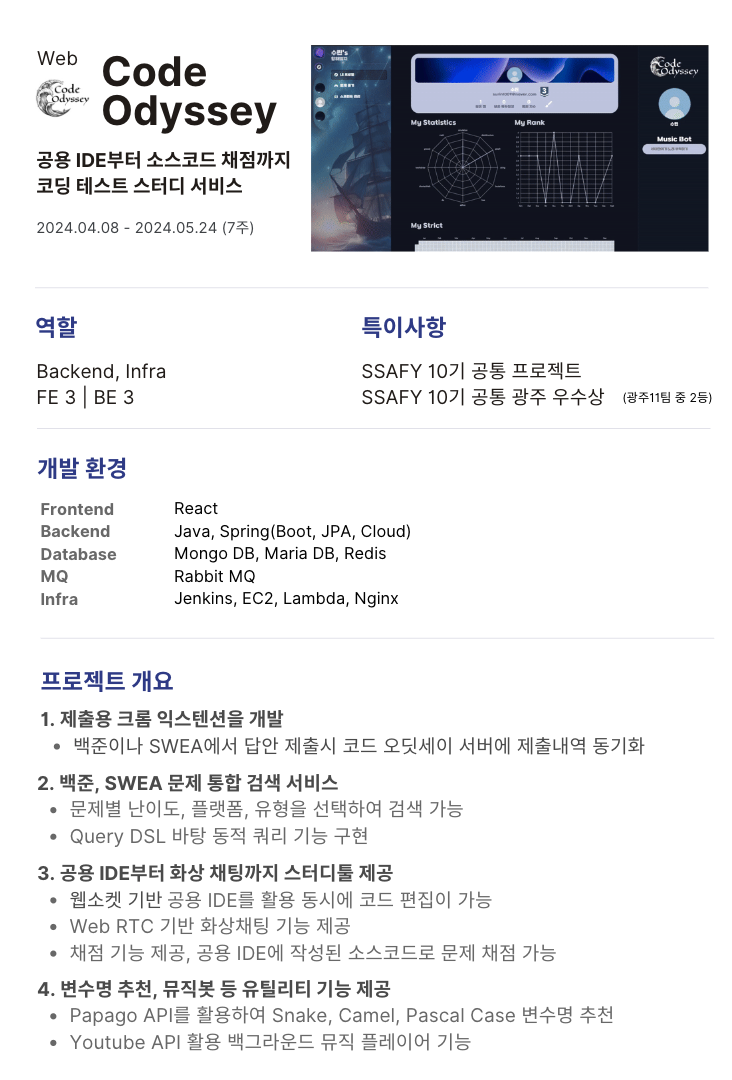 Web
Code
Odyssey
Code
Odyssey
공용 IDE부터 소스코드 채점까지
코딩 테스트 스터디 서비스
2024.04.08 - 2024.05.24 (7주)
수린's
My Statistics
My Rank
My Strict
Code
Odyssey
수린
Music Bot
역할
Backend, Infra
FE 3 | BE 3
특이사항
SSAFY 10기 공통 프로젝트
SSAFY 10기 공통 광주 우수상 (광주11팀 중 2등)
개발 환경
Frontend React
Backend Java, Spring(Boot, JPA, Cloud)
Database Mongo DB, Maria DB, Redis
MQ Rabbit MQ
Infra Jenkins, EC2, Lambda, Nginx
프로젝트 개요
1. 제출용 크롬 익스텐션을 개발
• 백준이나 SWEA에서 답안 제출시 코드 오딧세이 서버에 제출내역 동기화
2. 백준, SWEA 문제 통합 검색 서비스
• 문제별 난이도, 플랫폼, 유형을 선택하여 검색 가능
• Query DSL 바탕 동적 쿼리 기능 구현
3. 공용 IDE부터 화상 채팅까지 스터디툴 제공
• 웹소켓 기반 공용 IDE를 활용 동시에 코드 편집이 가능
• Web RTC 기반 화상채팅 기능 제공
• 채점 기능 제공, 공용 IDE에 작성된 소스코드로 문제 채점 가능
4. 변수명 추천, 뮤직봇 등 유틸리티 기능 제공
• Papago API를 활용하여 Snake, Camel, Pascal Case 변수명 추천
• Youtube API 활용 백그라운드 뮤직 플레이어 기능